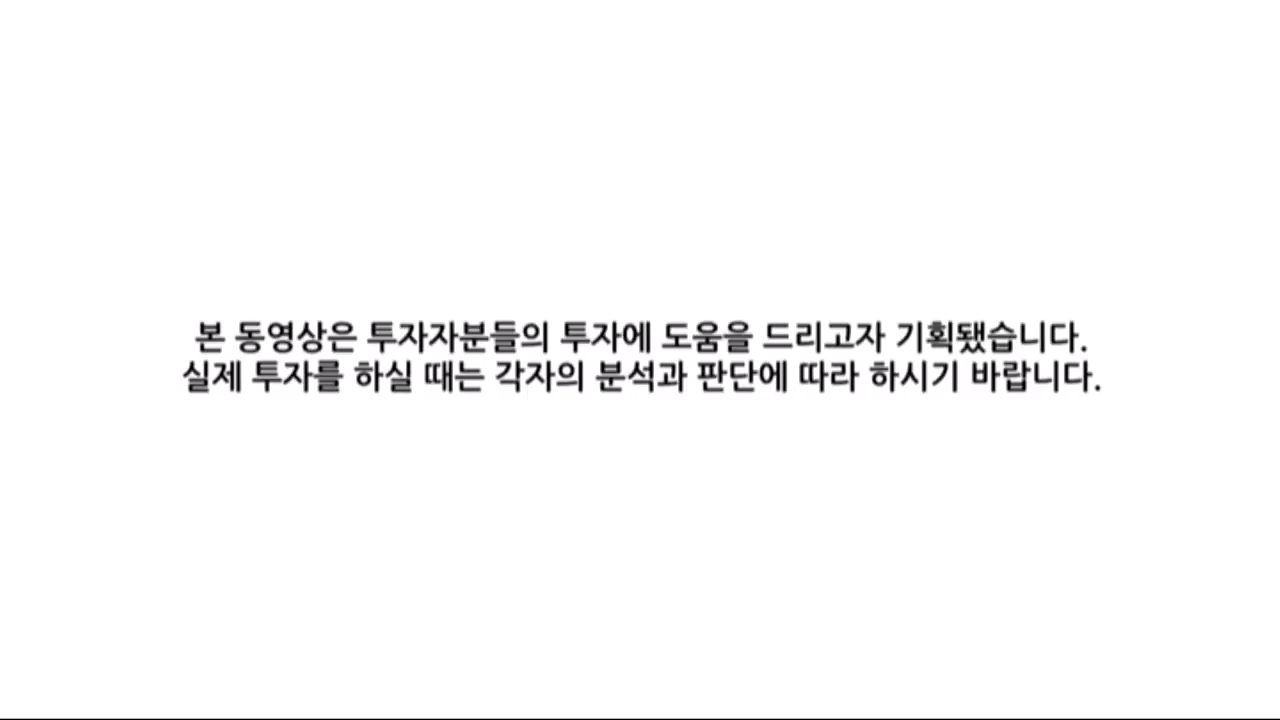 본 동영상은 투자자분들의 투자에 도움을 드리고자 기획됐습니다.
실제 투자를 하실 때는 각자의 분석과 판단에 따라 하시기 바랍니다.